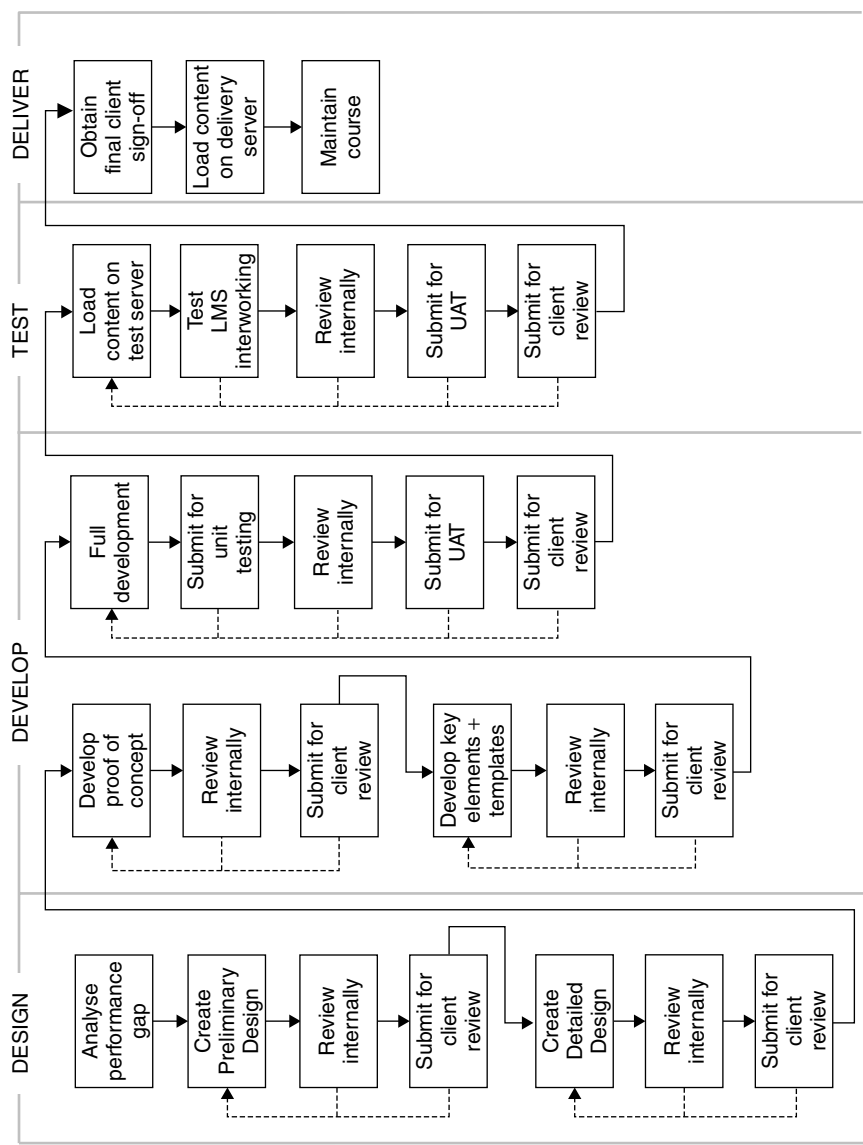 DESIGN
Analyse
performance
gap
Create
Preliminary
Design
Review
internally
Submit for
client
review
Create
Detailed
Design
Review
internally
Submit for
client
review
DEVELOP
Develop
proof of
concept
Review
internally
Submit for
client
review
Develop key
elements +
templates
Review
internally
Submit for
client
review
Full
development
Submit for
unit
testing
Review
internally
Submit for
UAT
Submit for
client
review
TEST
Load
content on
test server
Test
LMS
interworking
Review
internally
Submit for
UAT
Submit for
client
review
DELIVER
Obtain
final client
sign-off
Load content
on delivery
server
Maintain
course